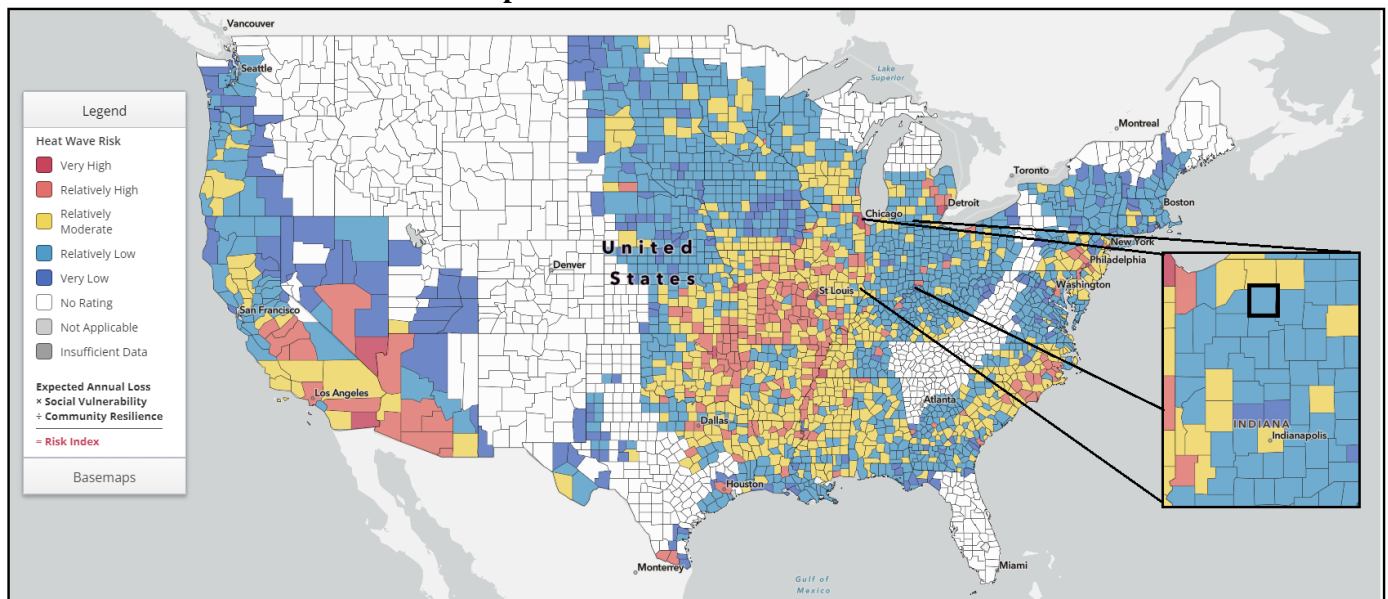 Vancouver
Seattle
Lake
Superior
Montreal
Legend
Heat Wave Risk
Very High
Relatively High
Relatively
Moderate
Relatively Low
Very Low
No Rating
Not Applicable
Insufficient Data
Expected Annual Loss
× Social Vulnerability
÷ Community Resilience
= Risk Index
Basemaps
Toronto
Detroit
Boston
Chicago
New York
Philadelphia
Washington
United
States
Denver
St Louis
San Francisco
Los Angeles
Atlanta
Dallas
Houston
INDIANA
Indianapolis
Monterrey
Miami
Gulf of
Mexico